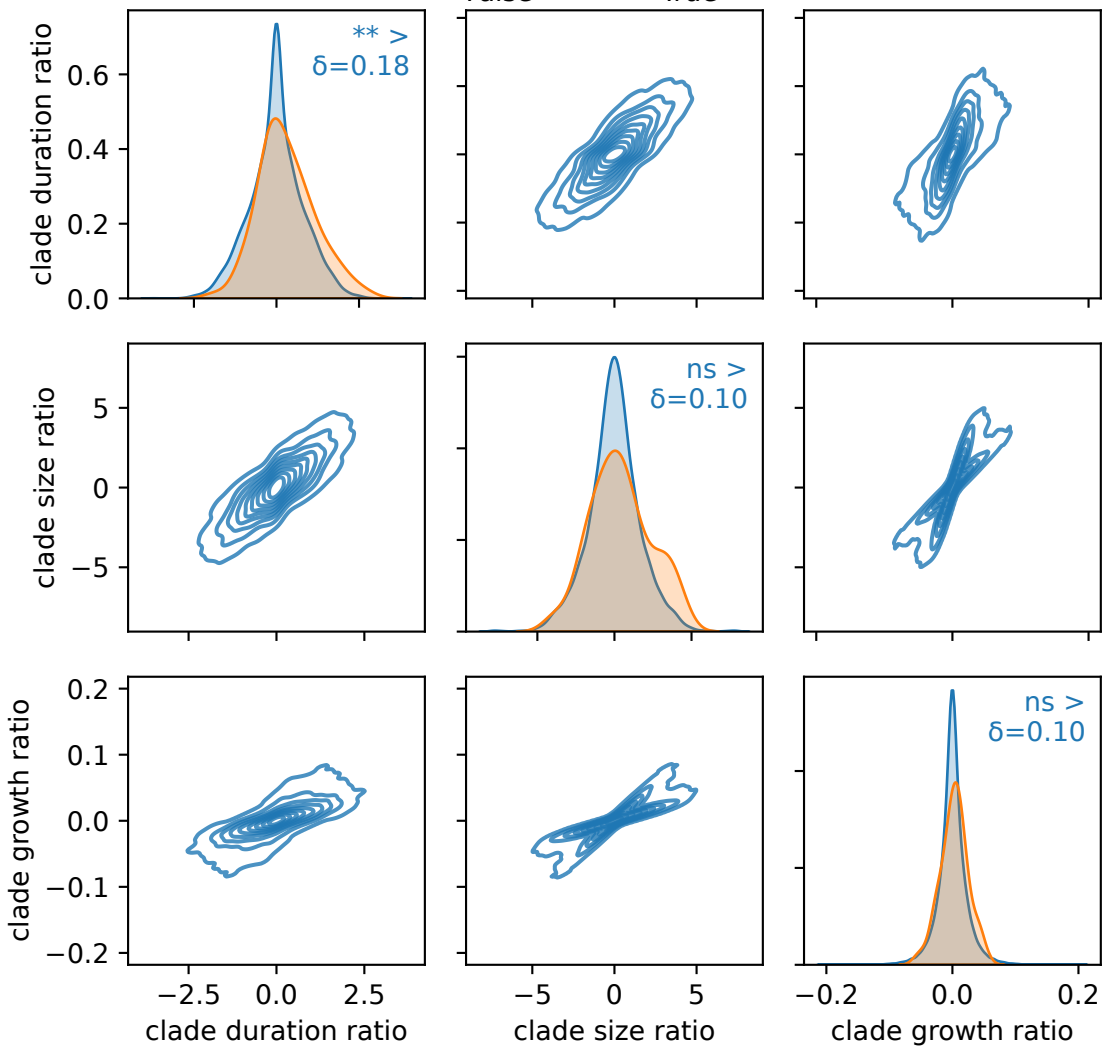 clade duration ratio
0.6
0.4
0.2
0.0
** >
δ=0.18
clade size ratio
5
0
−5
ns >
δ=0.10
clade growth ratio
0.2
0.1
0.0
−0.1
−0.2
ns >
δ=0.10
−2.5 0.0 2.5
−5 0 5
−0.2 0.0 0.2
clade duration ratio
clade size ratio
clade growth ratio